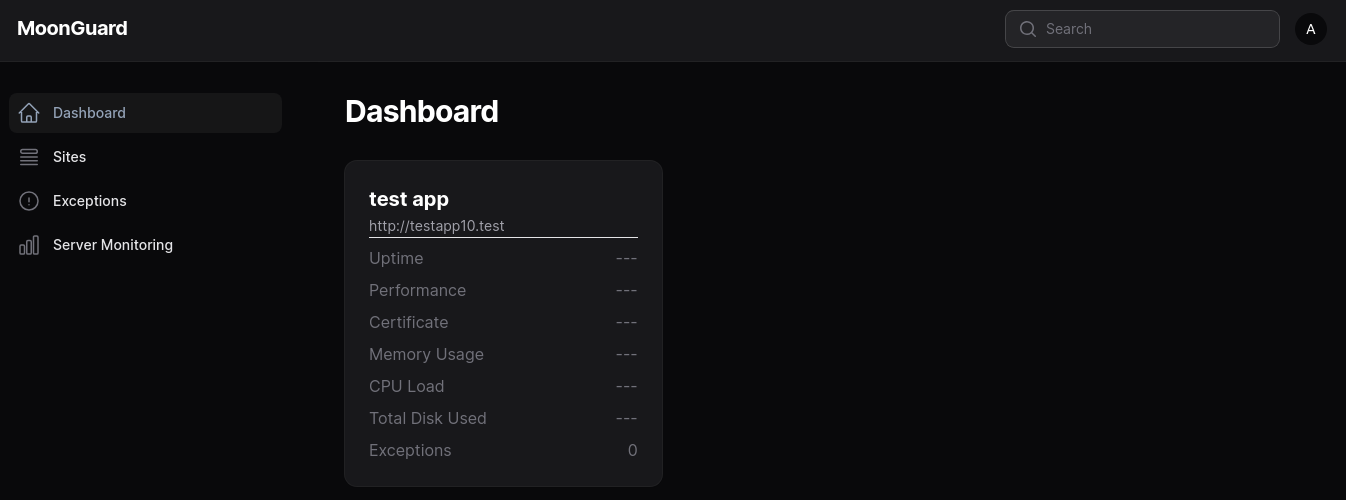 MoonGuard
Search
A
Dashboard
Sites
Exceptions
Server Monitoring
Dashboard
test app
http://testapp10.test
Uptime ---
Performance ---
Certificate ---
Memory Usage ---
CPU Load ---
Total Disk Used ---
Exceptions 0